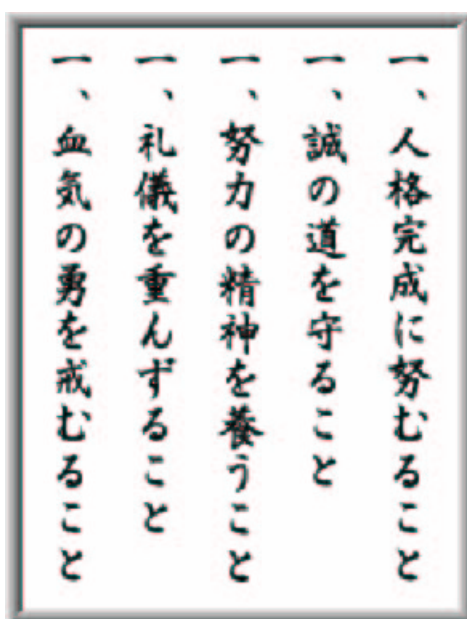 一、人格完成に努むること
一、誠の道を守ること
一、努力の精神を養うこと
一、礼儀を重んずること
一、血気の勇を戒むること